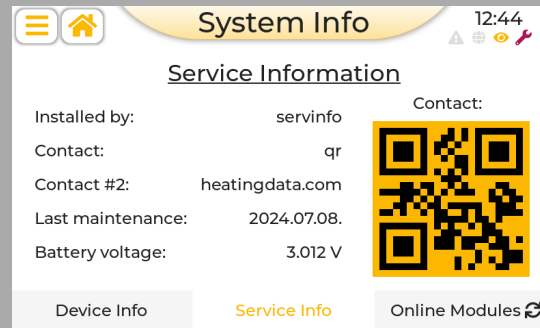 System Info
12:44
Service Information
Installed by: servinfo
Contact: qr
Contact #2: heatingdata.com
Last maintenance: 2024.07.08.
Battery voltage: 3.012 V
Contact:
Device Info
Service Info
Online Modules